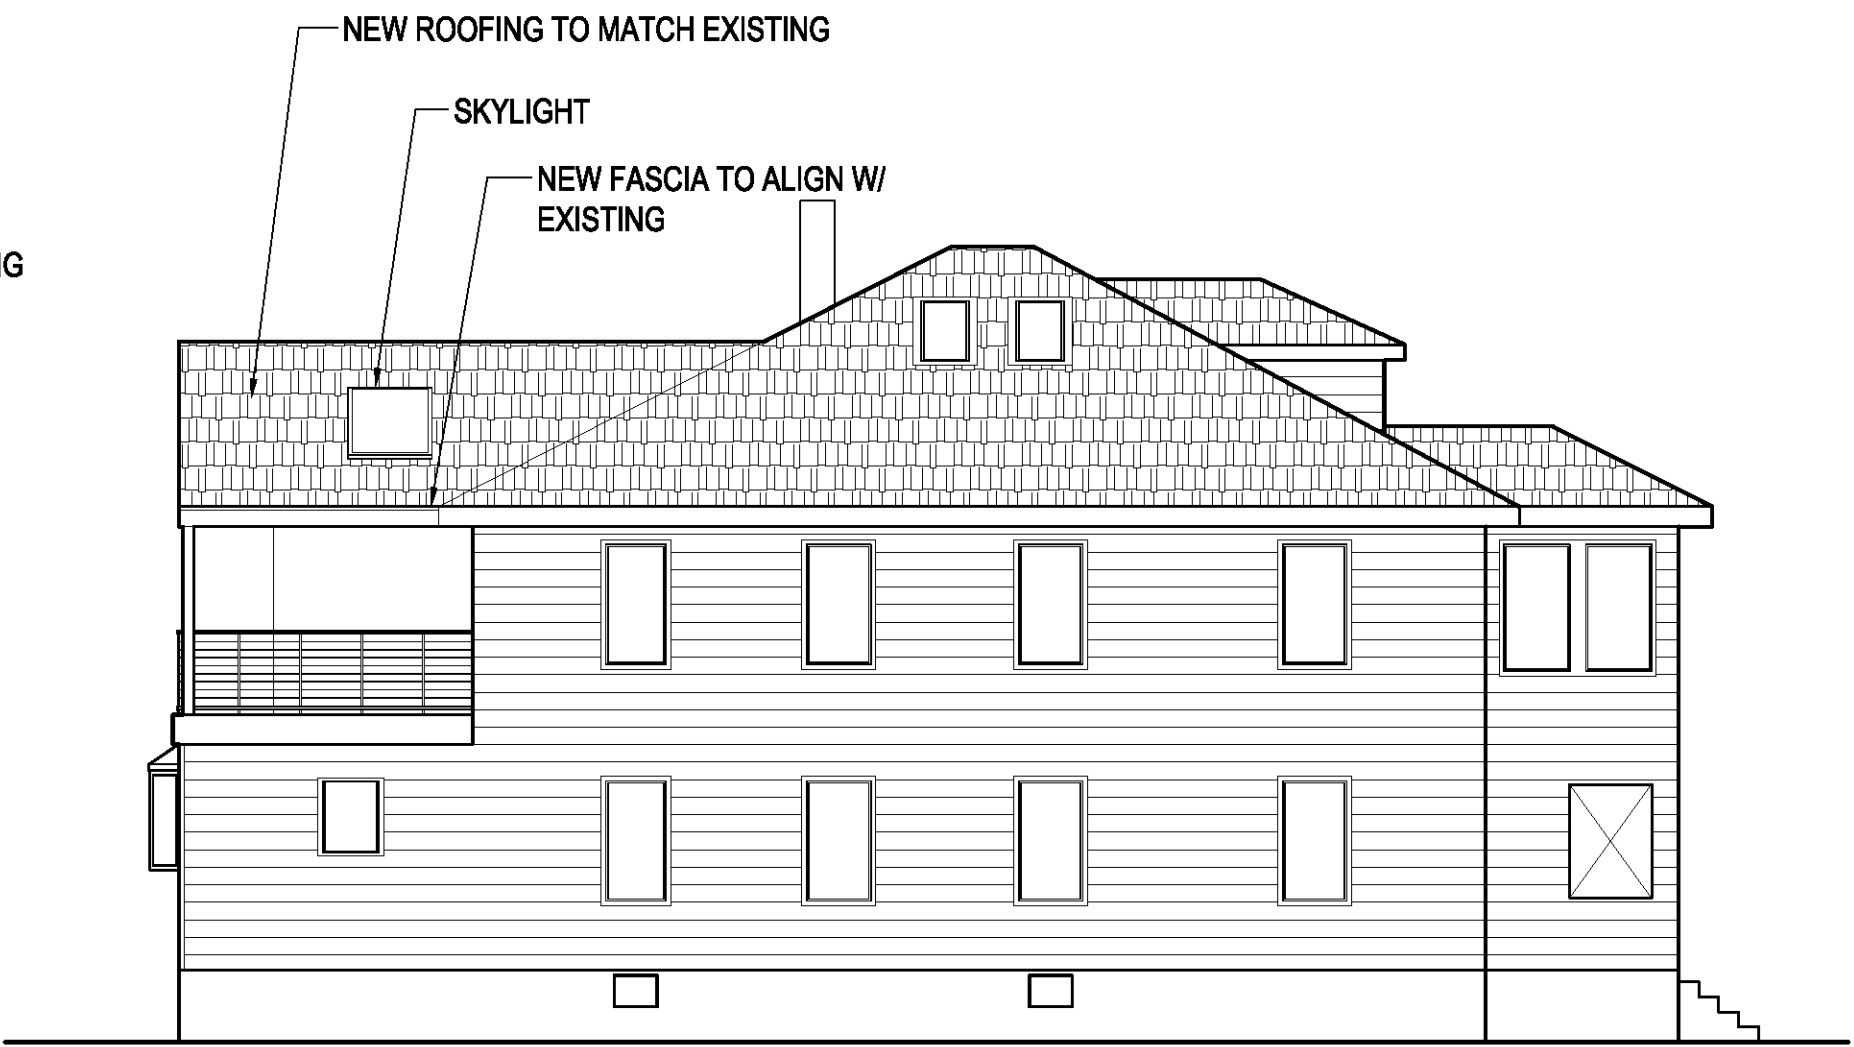 NEW ROOFING TO MATCH EXISTING
SKYLIGHT
NEW FASCIA TO ALIGN W/
EXISTING